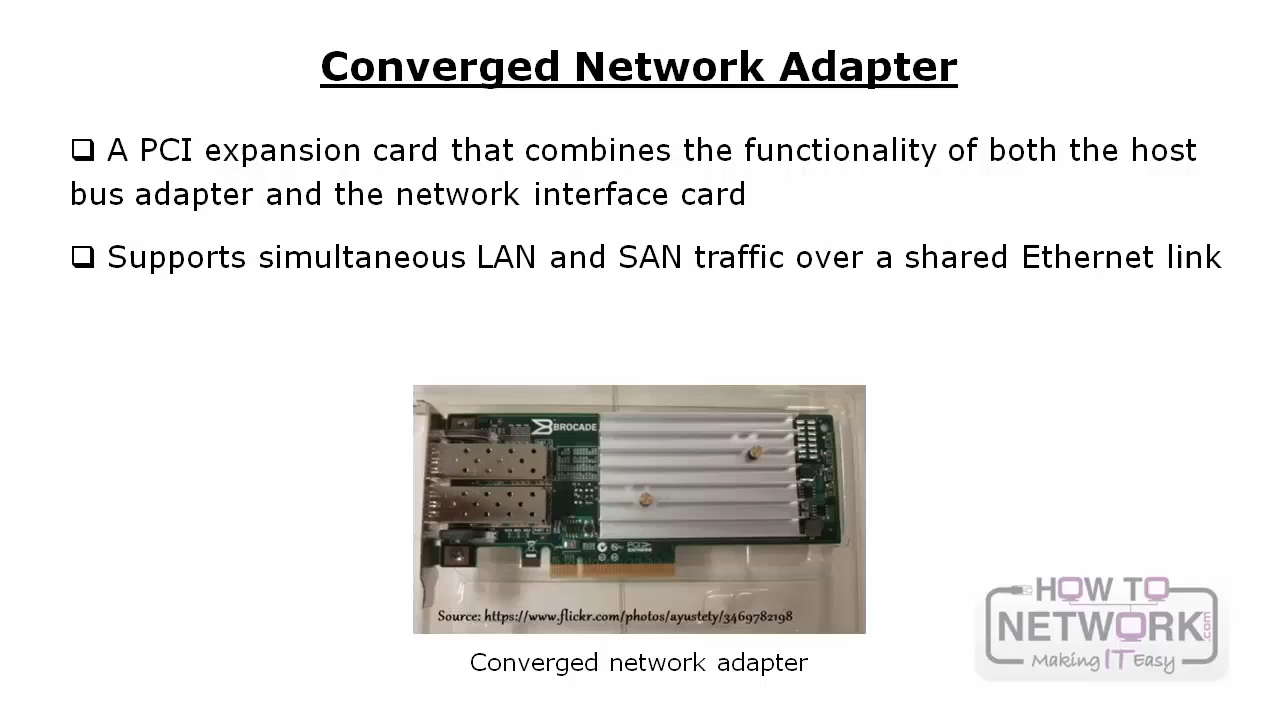 Converged Network Adapter
❑ A PCI expansion card that combines the functionality of both the host
bus adapter and the network interface card
❑ Supports simultaneous LAN and SAN traffic over a shared Ethernet link
BROCADE
Source: https://www.flickr.com/photos/ayustety/3469782198
Converged network adapter
HOW TO
NETWORK.com
Making IT Easy